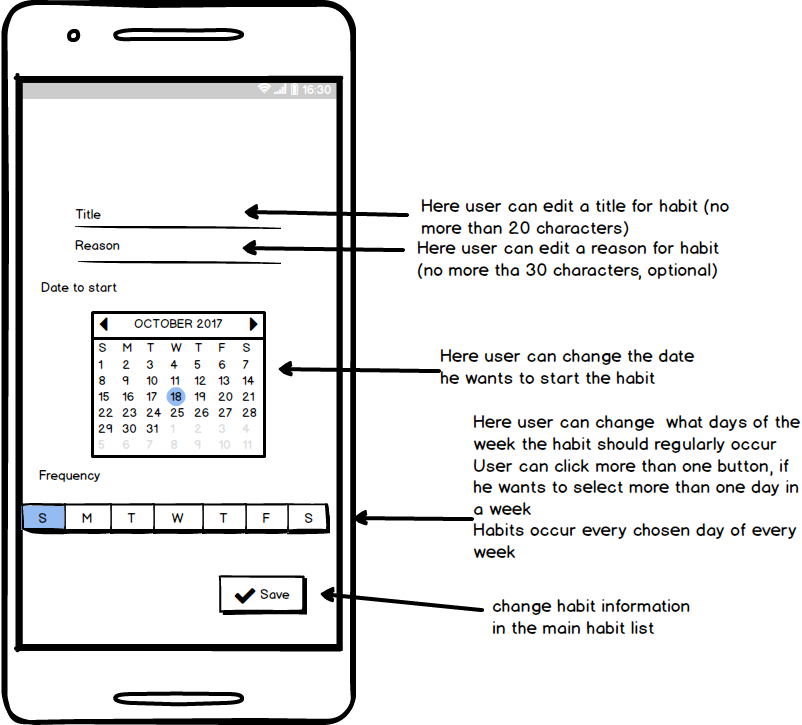 16:30
Title
Here user can edit a title for habit (no
more than 20 characters)
Reason
Here user can edit a reason for habit
(no more tha 30 characters, optional)
Date to start
OCTOBER 2017
S M T W T F S
1 2 3 4 5 6 7
8 9 10 11 12 13 14
15 16 17 18 19 20 21
22 23 24 25 26 27 28
29 30 31 1 2 3 4
5 6 7 8 9 10 11
Here user can change the date
he wants to start the habit
Frequency
S M T W T F S
Here user can change what days of the
week the habit should regularly occur
User can click more than one button, if
he wants to select more than one day in
a week
Habits occur every chosen day of every
week
Save
change habit information
in the main habit list